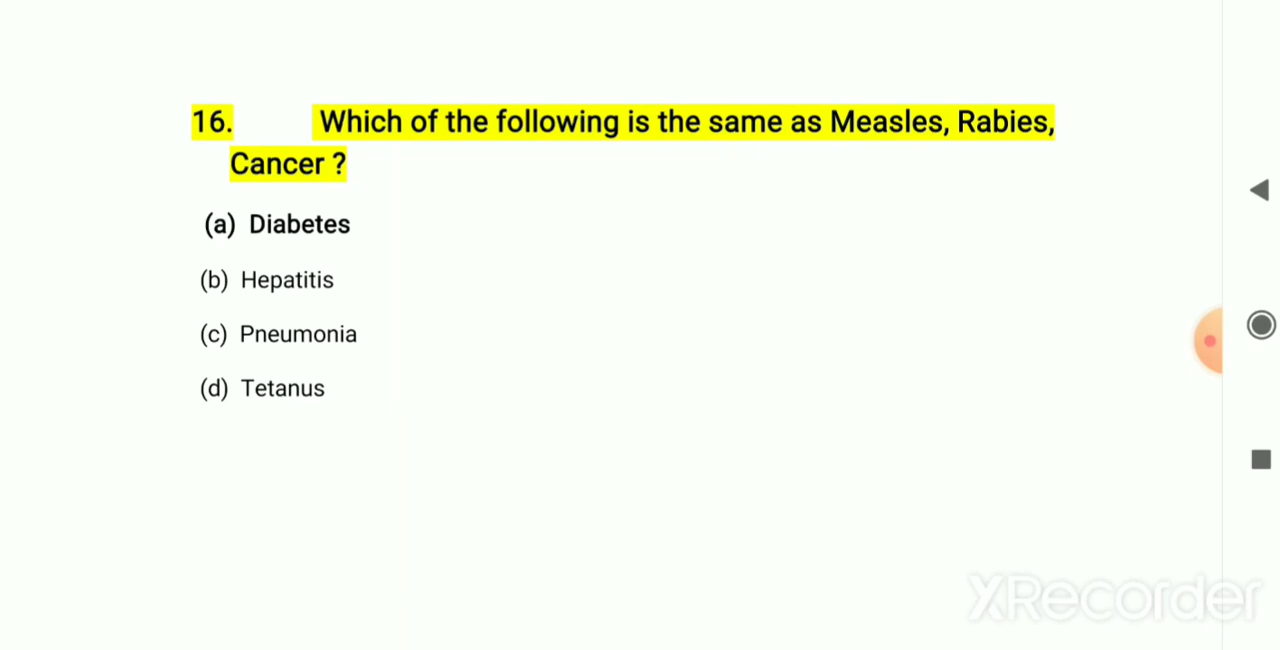 16. Which of the following is the same as Measles, Rabies,
Cancer ?
(a) Diabetes
(b) Hepatitis
(c) Pneumonia
(d) Tetanus
XRecorder